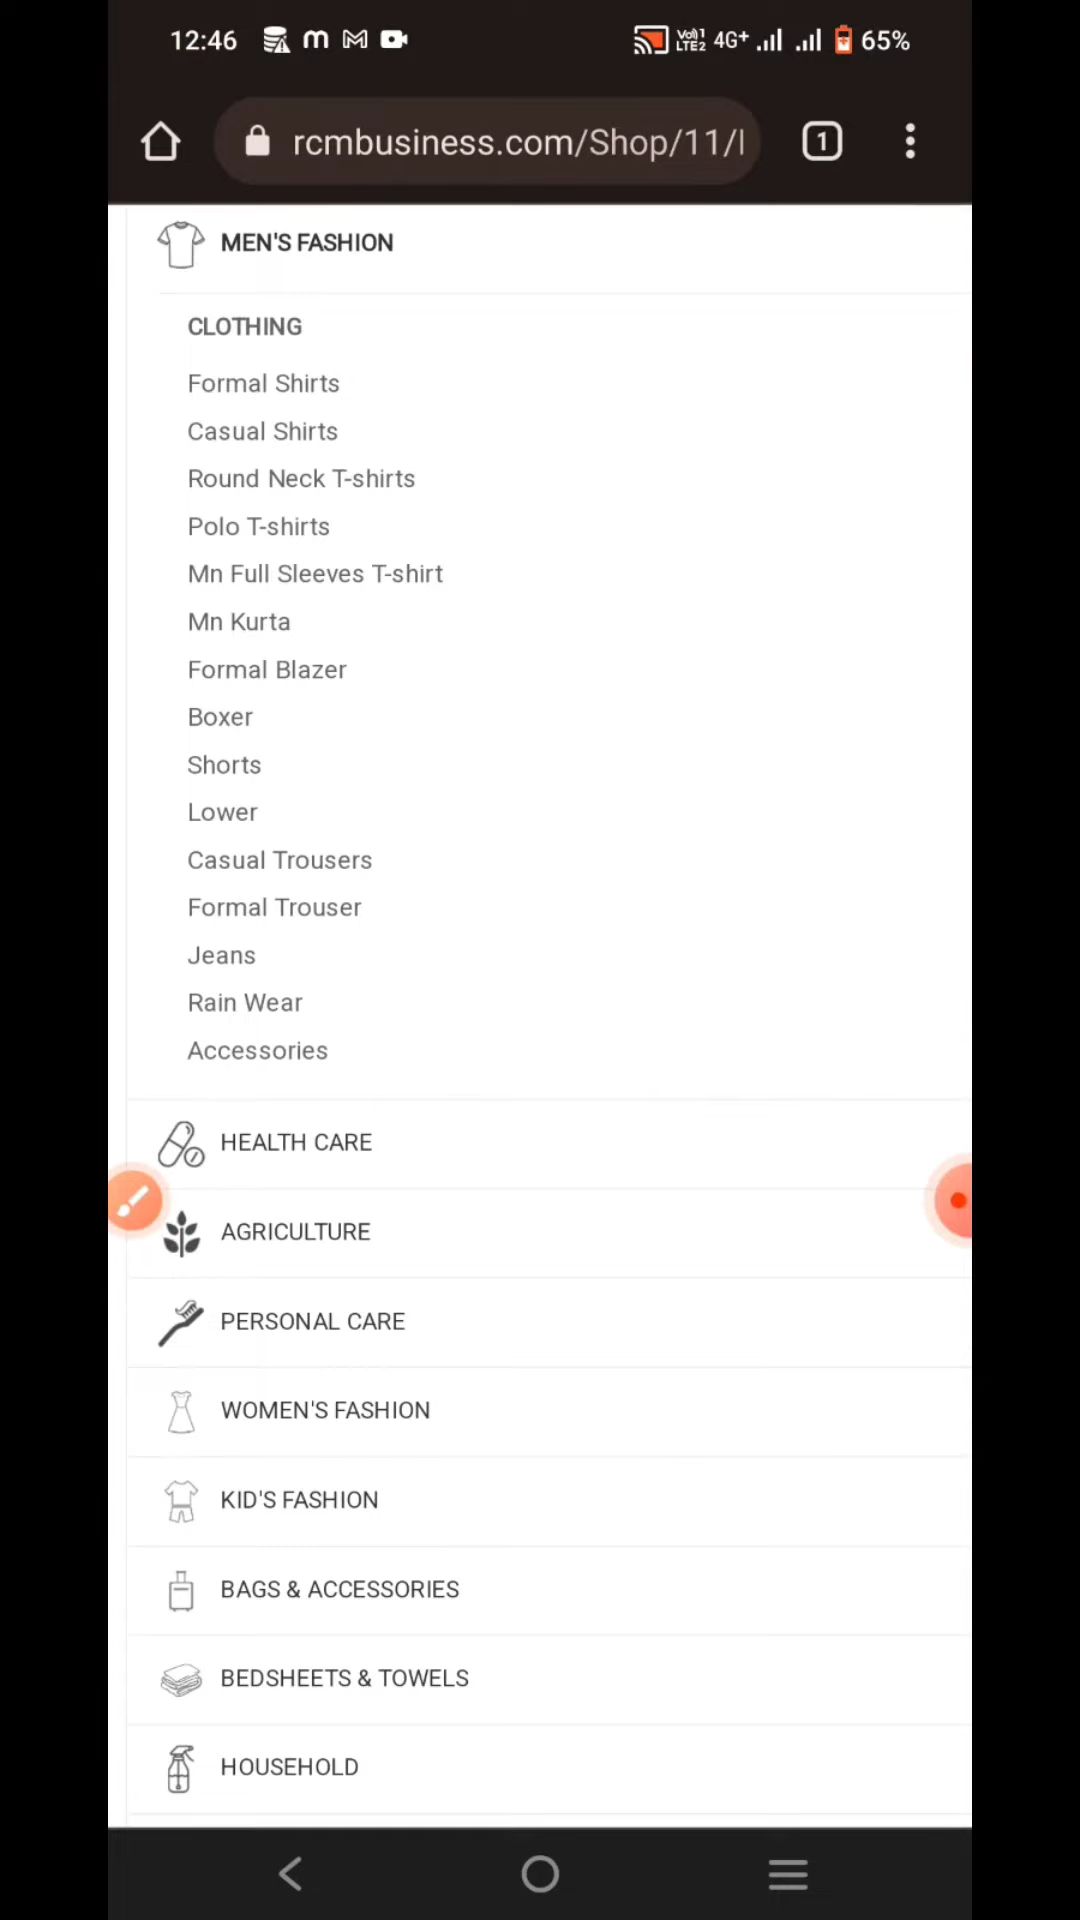 12:46 4G+ 65%
rcmbusiness.com/Shop/11/ 1
MEN'S FASHION
CLOTHING
Formal Shirts
Casual Shirts
Round Neck T-shirts
Polo T-shirts
Mn Full Sleeves T-shirt
Mn Kurta
Formal Blazer
Boxer
Shorts
Lower
Casual Trousers
Formal Trouser
Jeans
Rain Wear
Accessories
HEALTH CARE
AGRICULTURE
PERSONAL CARE
WOMEN'S FASHION
KID'S FASHION
BAGS & ACCESSORIES
BEDSHEETS & TOWELS
HOUSEHOLD